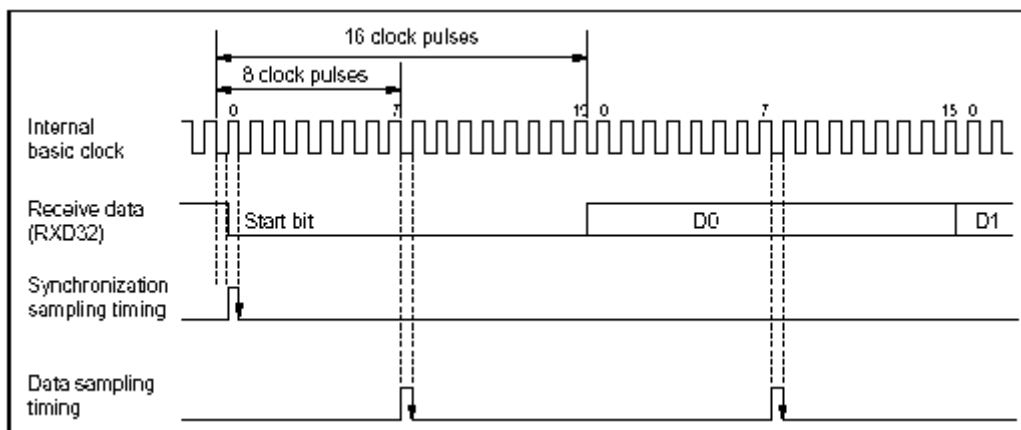 16 clock pulses
8 clock pulses
0 7 15 0 7 15 0
Internal
basic clock
Receive data
(RXD32)
Start bit D0 D1
Synchronization
sampling timing
Data sampling
timing